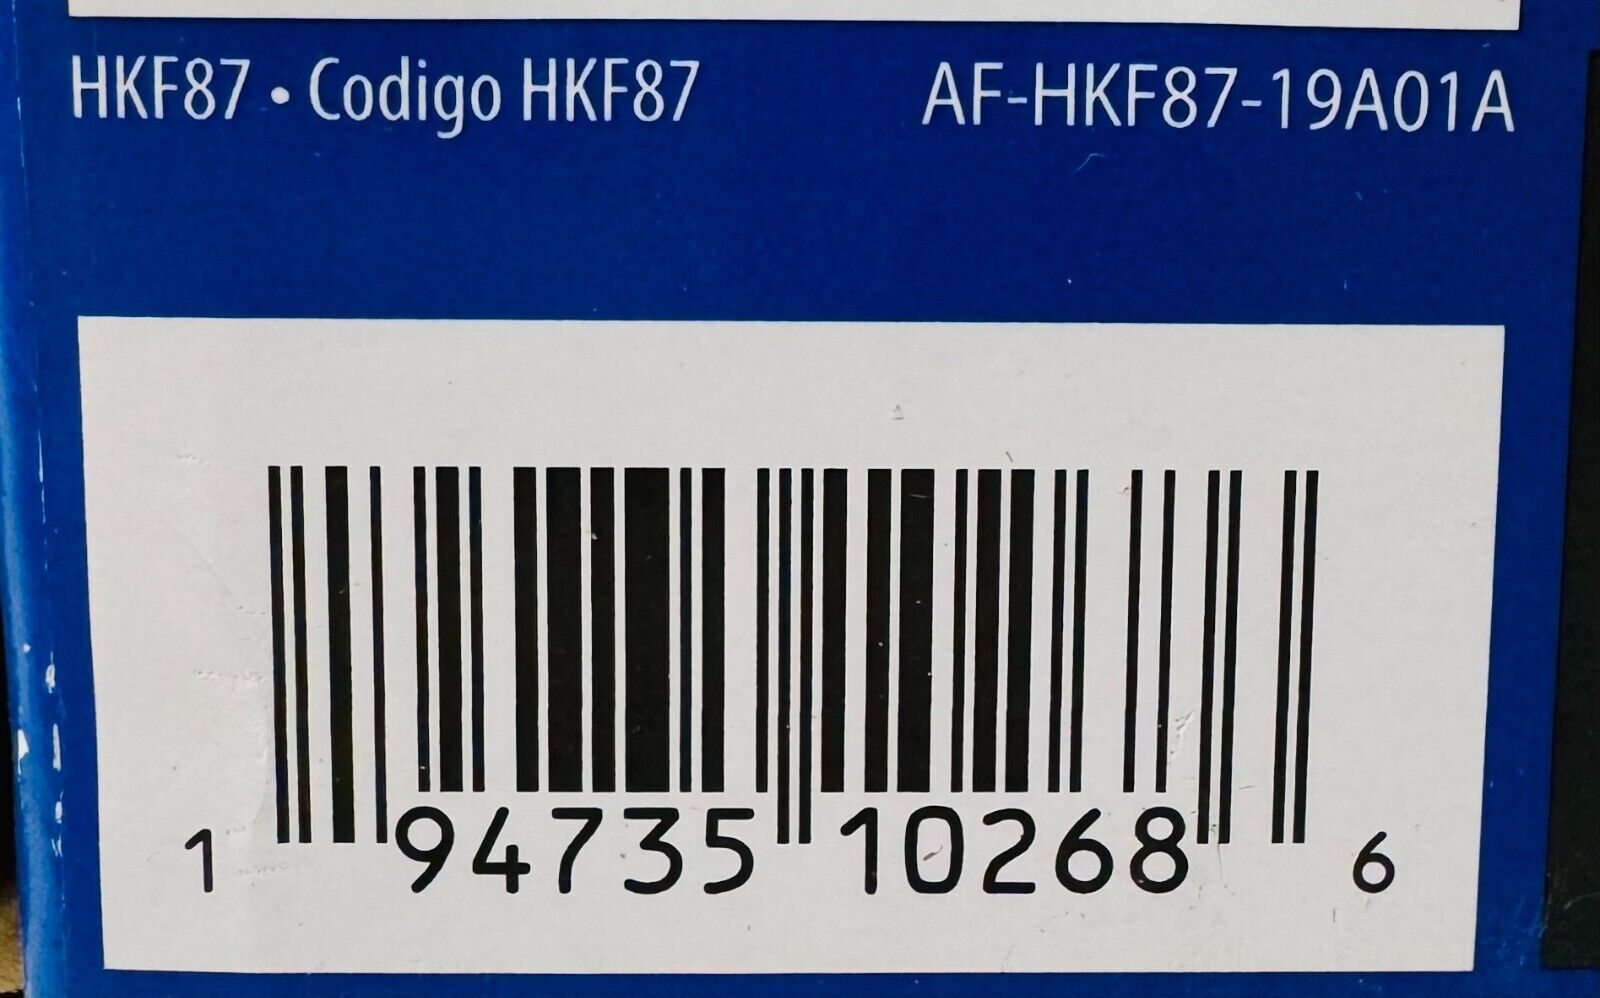 HKF87 • Codigo HKF87 AF-HKF87-19A01A
1 94735 10268 6